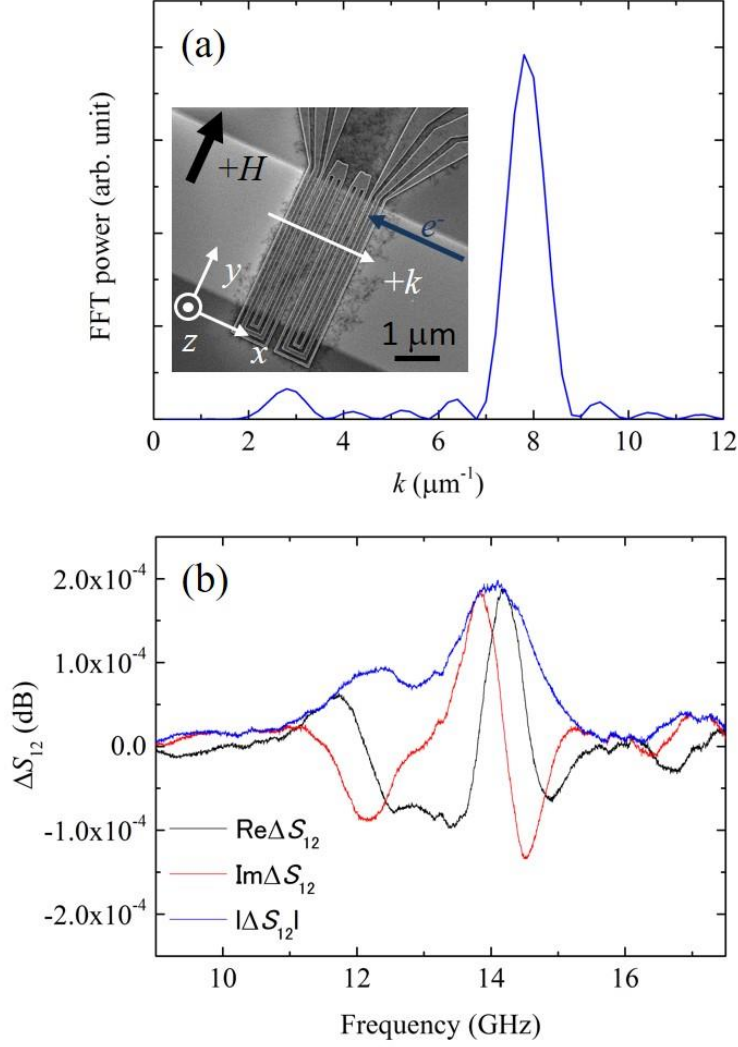 (a)
FFT power (arb. unit)
+H
e-
y
+k
z
x
1 μm
0 2 4 6 8 10 12
k (μm-1)
(b)
2.0x10-4
1.0x10-4
0.0
-1.0x10-4
-2.0x10-4
ΔS12 (dB)
ReΔS12
ImΔS12
|ΔS12|
10 12 14 16
Frequency (GHz)